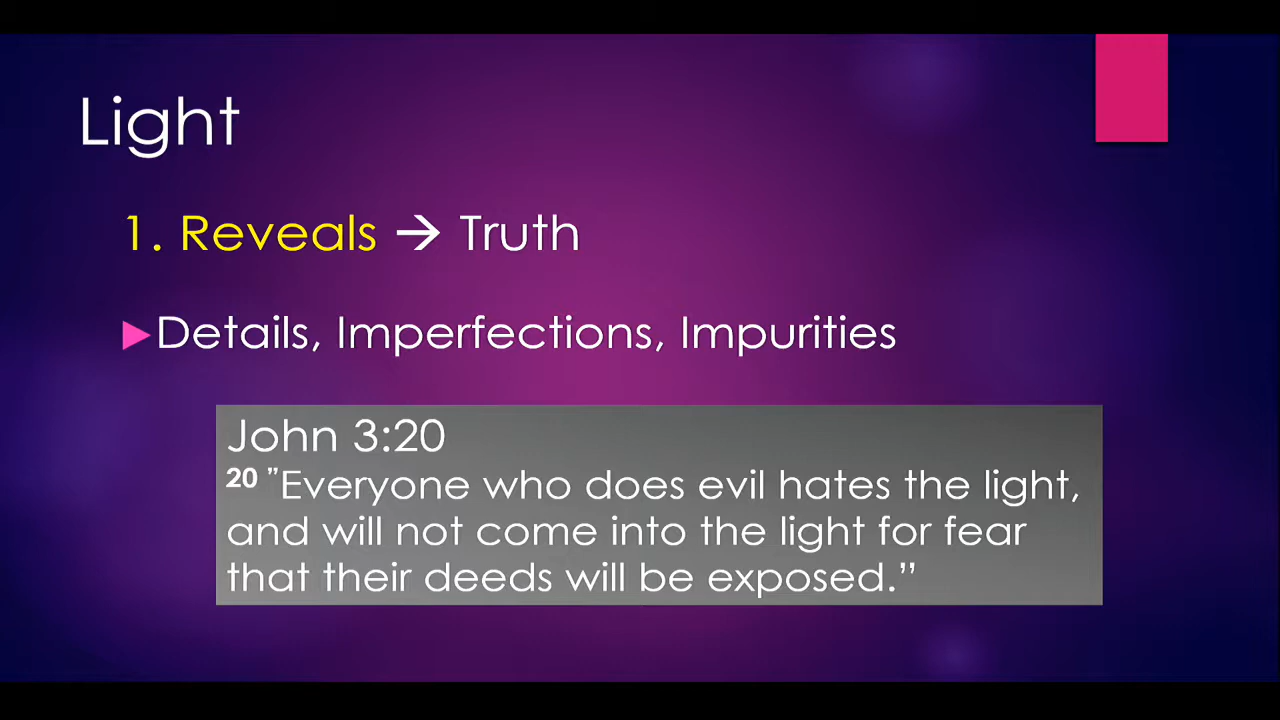 Light
1. Reveals → Truth
▶Details, Imperfections, Impurities
John 3:20
20 ”Everyone who does evil hates the light,
and will not come into the light for fear
that their deeds will be exposed.”